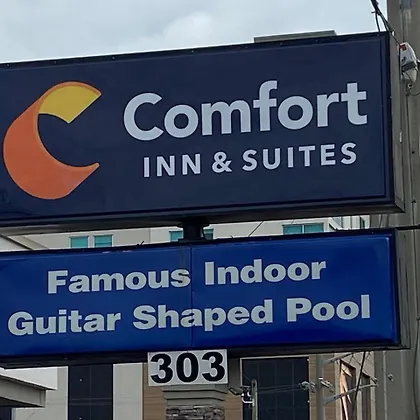 Comfort
INN & SUITES
Famous Indoor
Guitar Shaped Pool
303